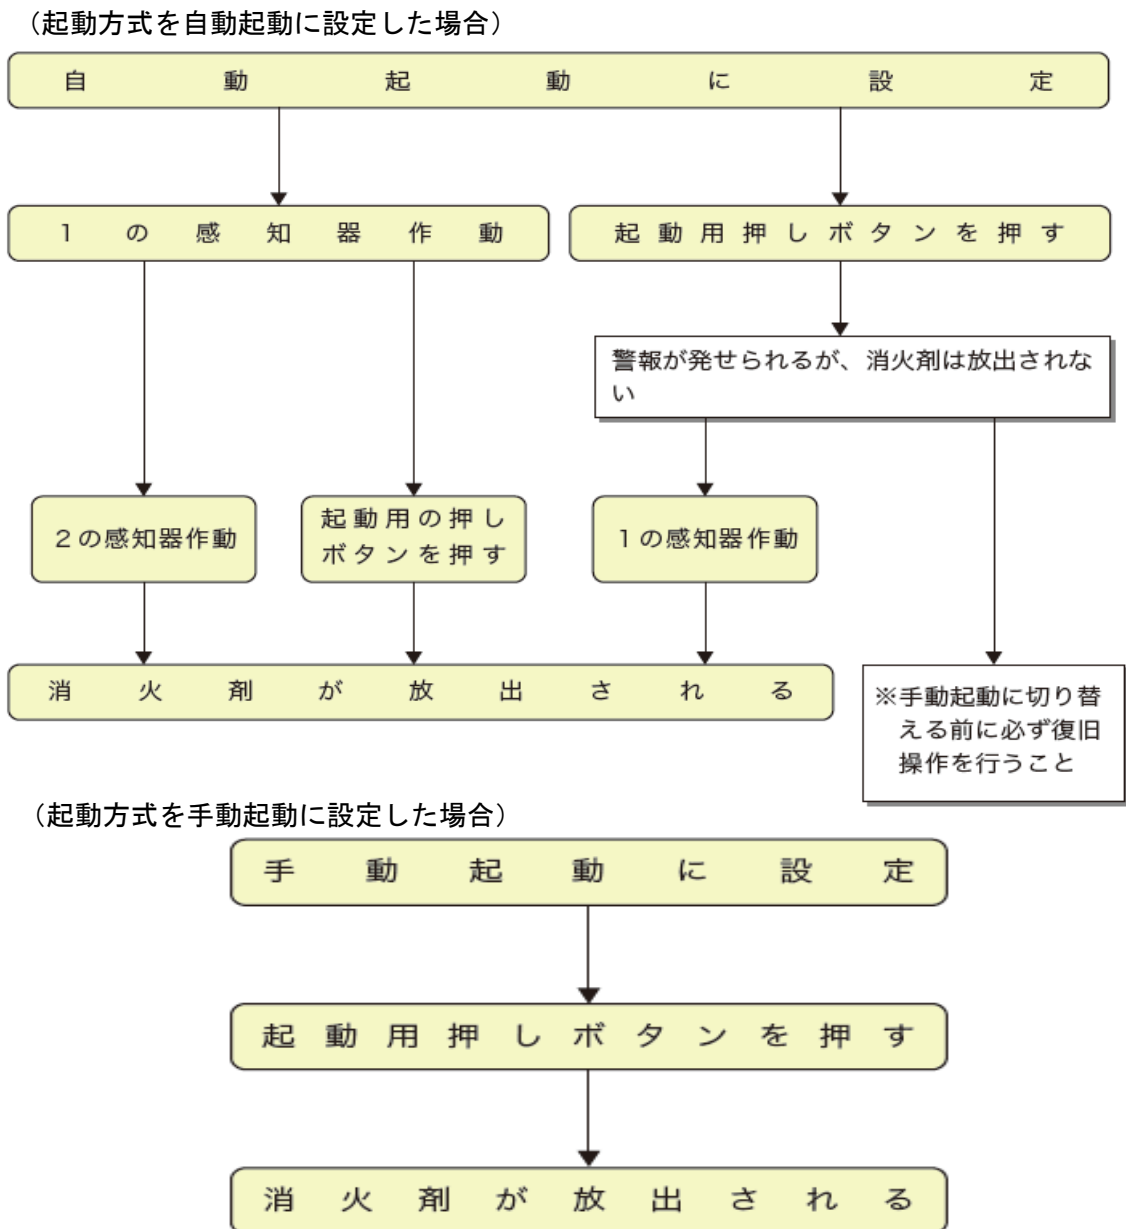 （起動方式を自動起動に設定した場合）
自動起動に設定
１の感知器作動
起動用押しボタンを押す
警報が発せられるが、消火剤は放出されな
い
２の感知器作動
起動用の押し
ボタンを押す
１の感知器作動
消火剤が放出される
※手動起動に切り替
える前に必ず復旧
操作を行うこと
（起動方式を手動起動に設定した場合）
手動起動に設定
起動用押しボタンを押す
消火剤が放出される